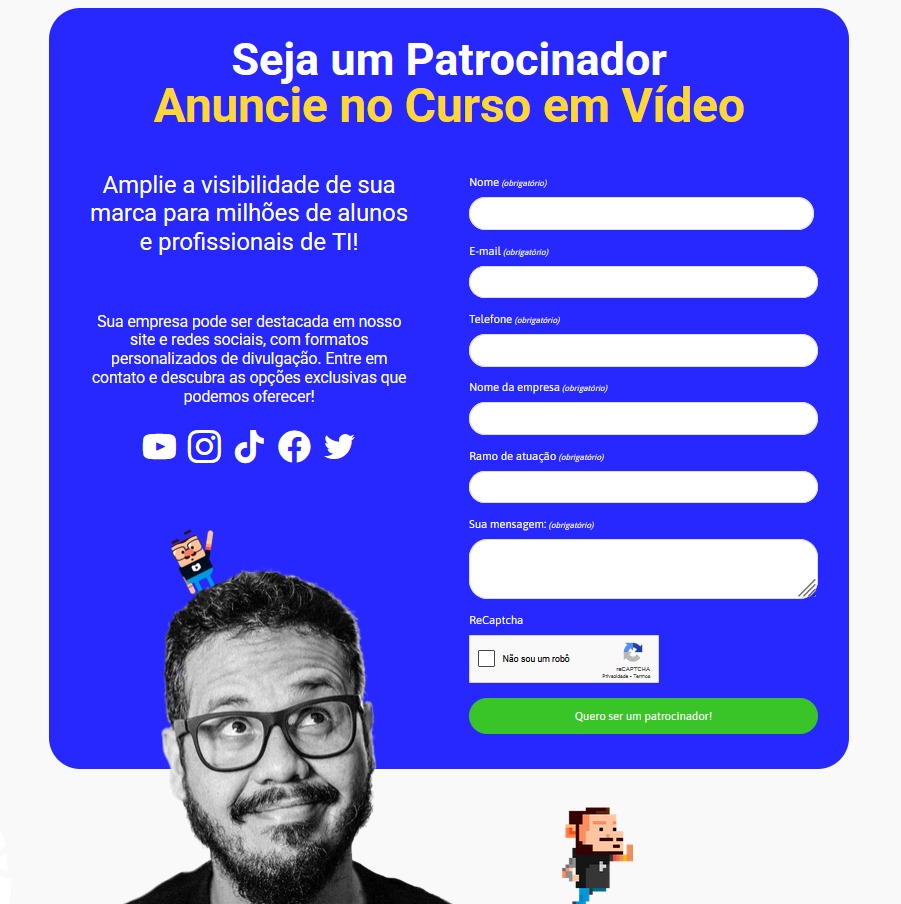 Seja um Patrocinador
Anuncie no Curso em Vídeo
Amplie a visibilidade de sua
marca para milhões de alunos
e profissionais de TI!
Sua empresa pode ser destacada em nosso
site e redes sociais, com formatos
personalizados de divulgação. Entre em
contato e descubra as opções exclusivas que
podemos oferecer!
Nome (obrigatório)
E-mail (obrigatório)
Telefone (obrigatório)
Nome da empresa (obrigatório)
Ramo de atuação (obrigatório)
Sua mensagem: (obrigatório)
ReCaptcha
Não sou um robô
reCAPTCHA
Privacidade - Termos
Quero ser um patrocinador!